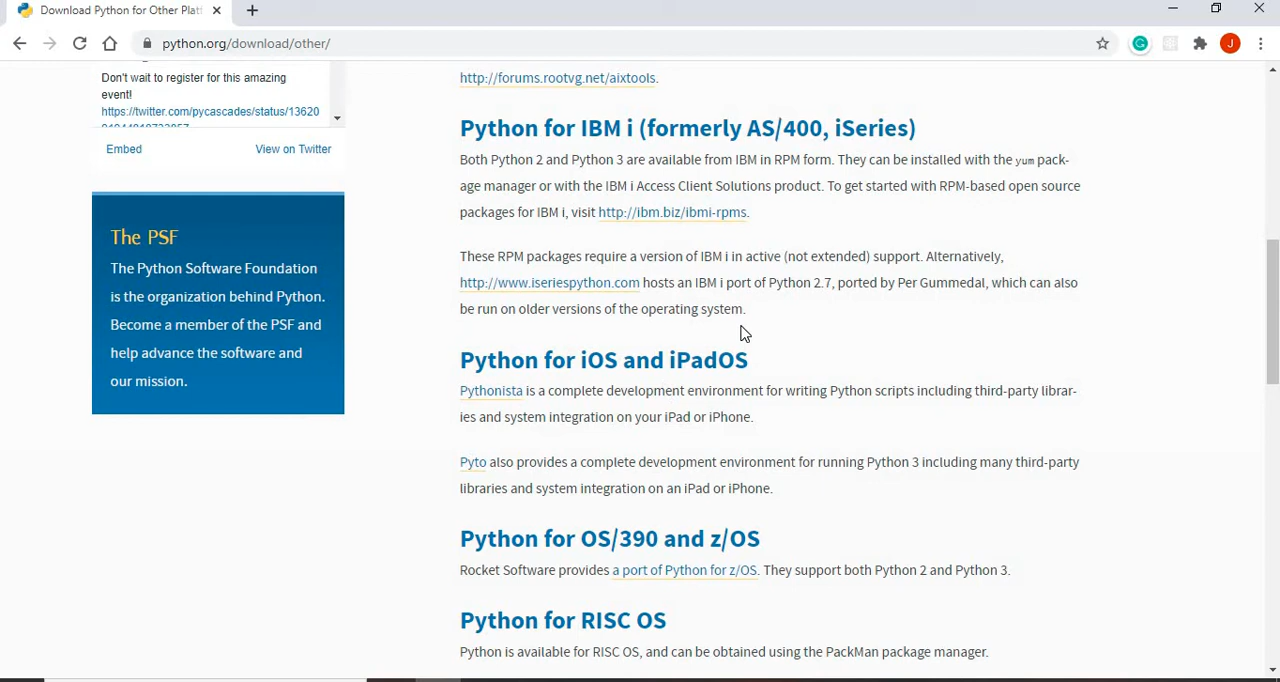 Download Python for Other Plat
python.org/download/other/
J
Don't wait to register for this amazing
event!
https://twitter.com/pycascades/status/13620
Embed
View on Twitter
The PSF
The Python Software Foundation
is the organization behind Python.
Become a member of the PSF and
help advance the software and
our mission.
http://forums.rootvg.net/aixtools.
Python for IBM i (formerly AS/400, iSeries)
Both Python 2 and Python 3 are available from IBM in RPM form. They can be installed with the yum pack-
age manager or with the IBM i Access Client Solutions product. To get started with RPM-based open source
packages for IBM i, visit http://ibm.biz/ibmi-rpms.
These RPM packages require a version of IBM i in active (not extended) support. Alternatively,
http://www.iseriespython.com hosts an IBM i port of Python 2.7, ported by Per Gummedal, which can also
be run on older versions of the operating system.
Python for iOS and iPadOS
Pythonista is a complete development environment for writing Python scripts including third-party librar-
ies and system integration on your iPad or iPhone.
Pyto also provides a complete development environment for running Python 3 including many third-party
libraries and system integration on an iPad or iPhone.
Python for OS/390 and z/OS
Rocket Software provides a port of Python for z/OS. They support both Python 2 and Python 3.
Python for RISC OS
Python is available for RISC OS, and can be obtained using the PackMan package manager.